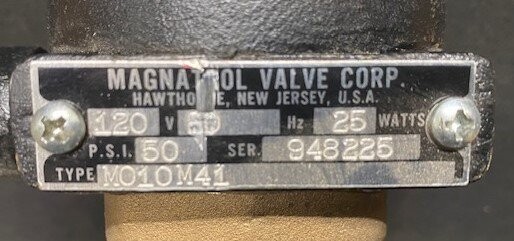 MAGNATROL VALVE CORP.
HAWTHORNE, NEW JERSEY, U.S.A.
120 V 60 Hz 25 WATTS
P.S.I. 50 SER. 948225
TYPE M010M41